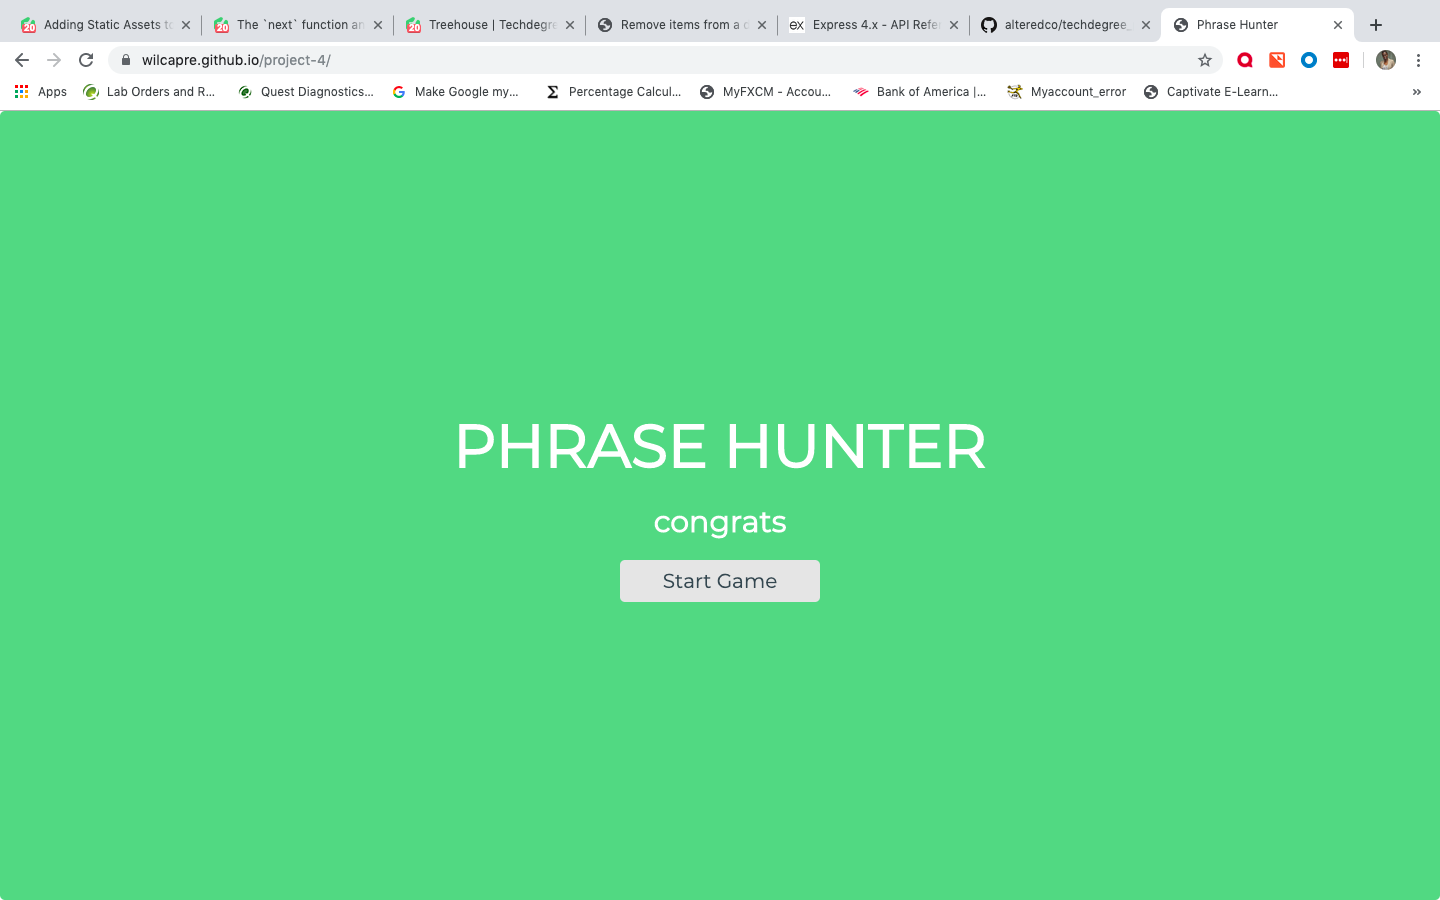 Adding Static Assets to
The `next` function an
Treehouse | Techdegre
Remove items from a
Express 4.x - API Refe
alteredco/techdegree_
Phrase Hunter
wilcapre.github.io/project-4/
Apps
Lab Orders and R...
Quest Diagnostics...
Make Google my...
Percentage Calcul...
MyFXCM - Accou...
Bank of America |...
Myaccount_error
Captivate E-Learn...
»
PHRASE HUNTER
congrats
Start Game